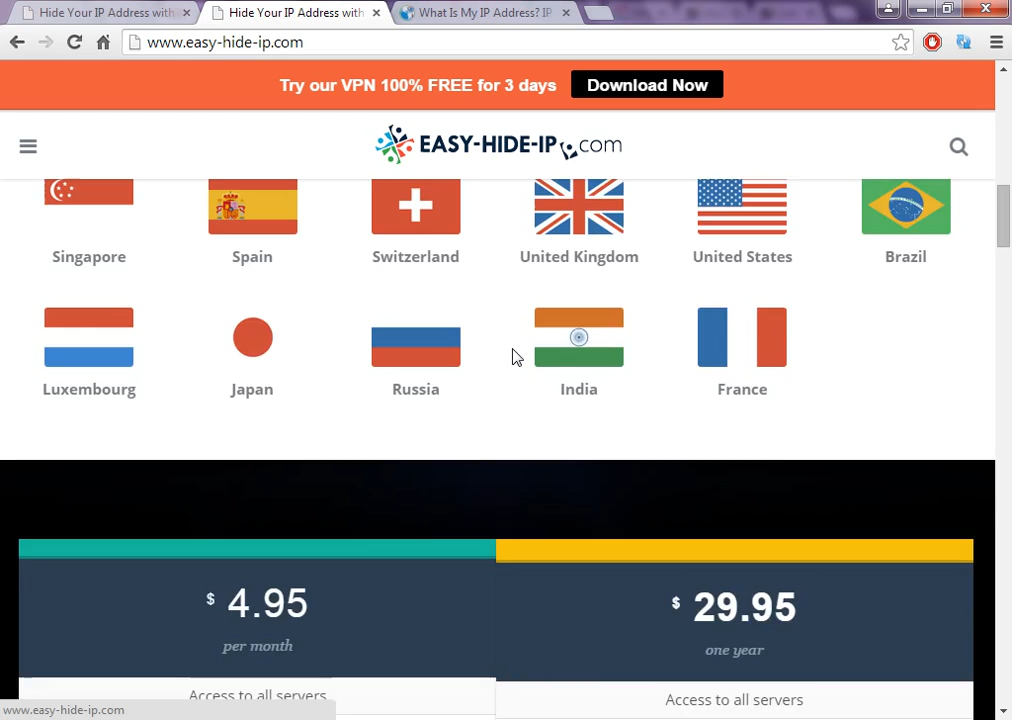 Hide Your IP Address with
Hide Your IP Address with
What Is My IP Address? IP
www.easy-hide-ip.com
Try our VPN 100% FREE for 3 days
Download Now
EASY-HIDE-IP.com
Singapore
Spain
Switzerland
United Kingdom
United States
Brazil
Luxembourg
Japan
Russia
India
France
$ 4.95
per month
Access to all servers
$ 29.95
one year
Access to all servers
www.easy-hide-ip.com